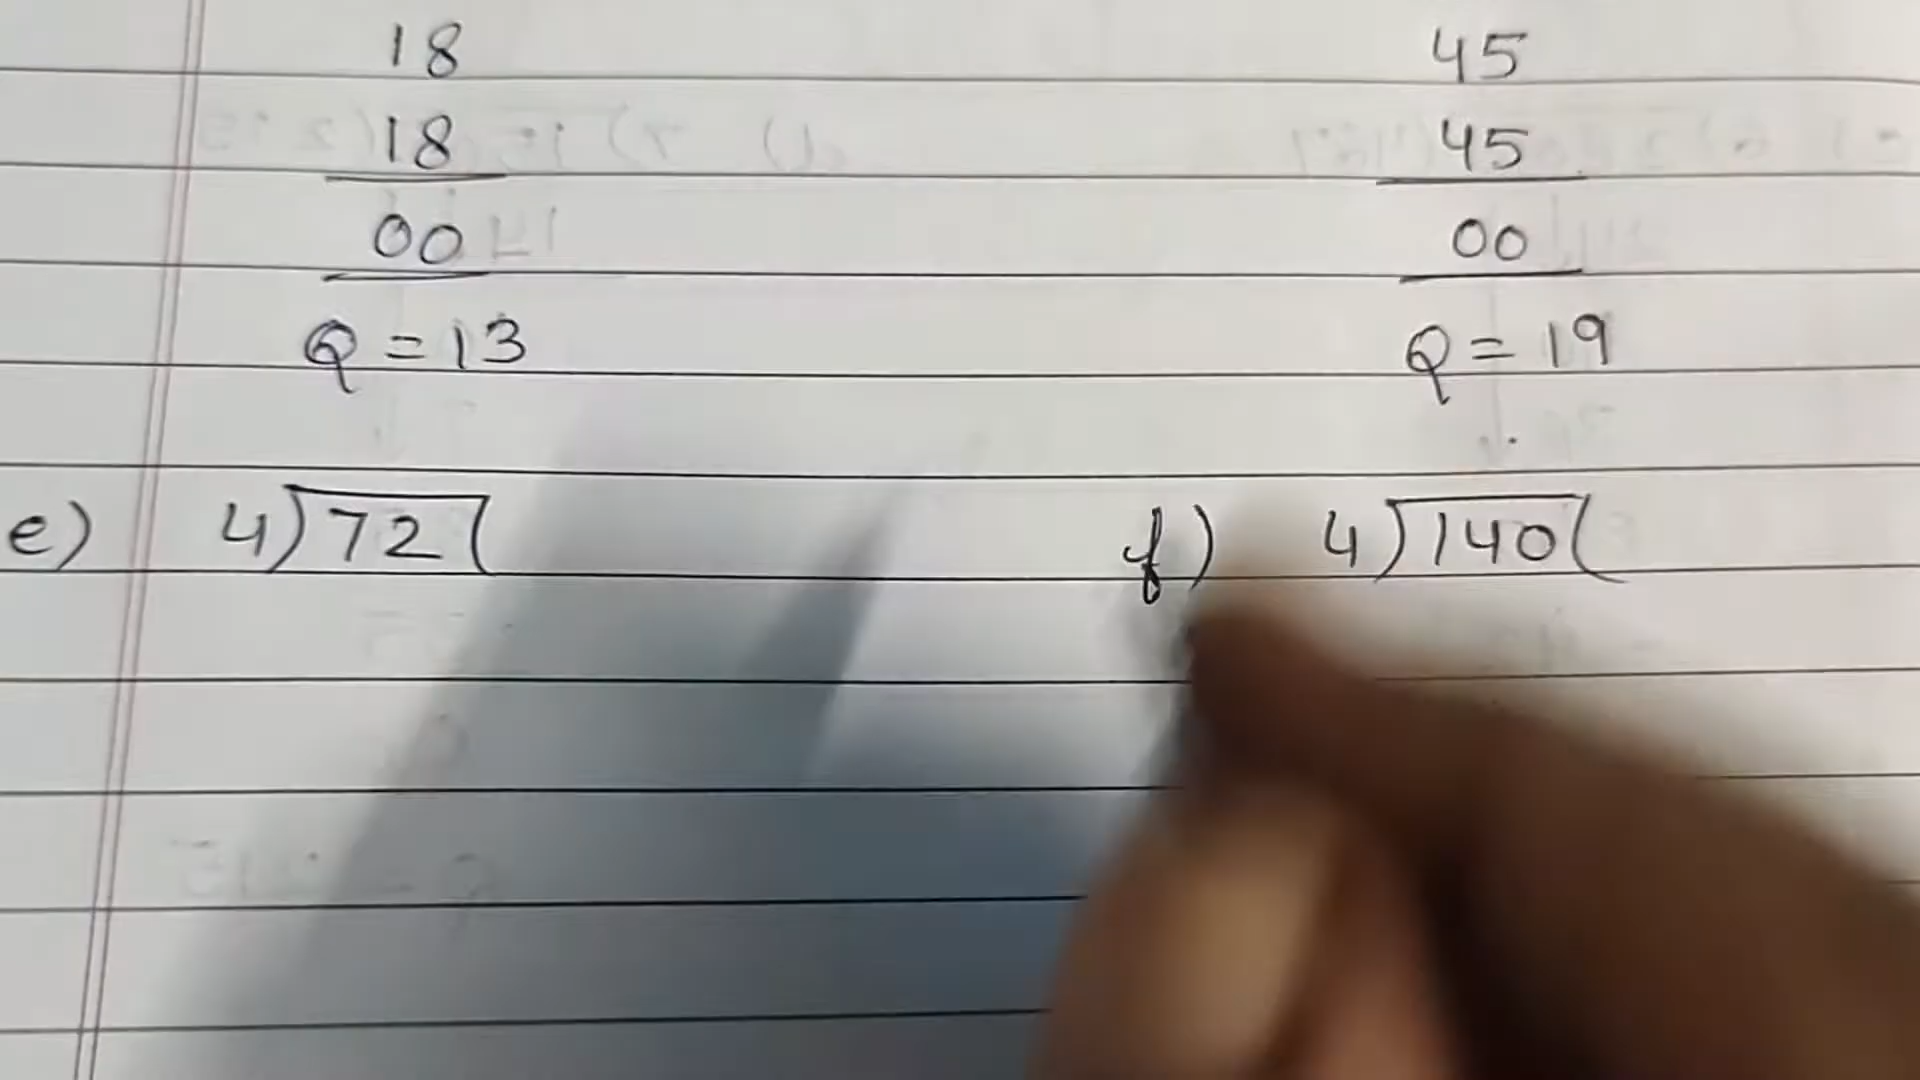 18 45
18 45
00 00
Q = 13 Q = 19
e) 4)72( f) 4)140(